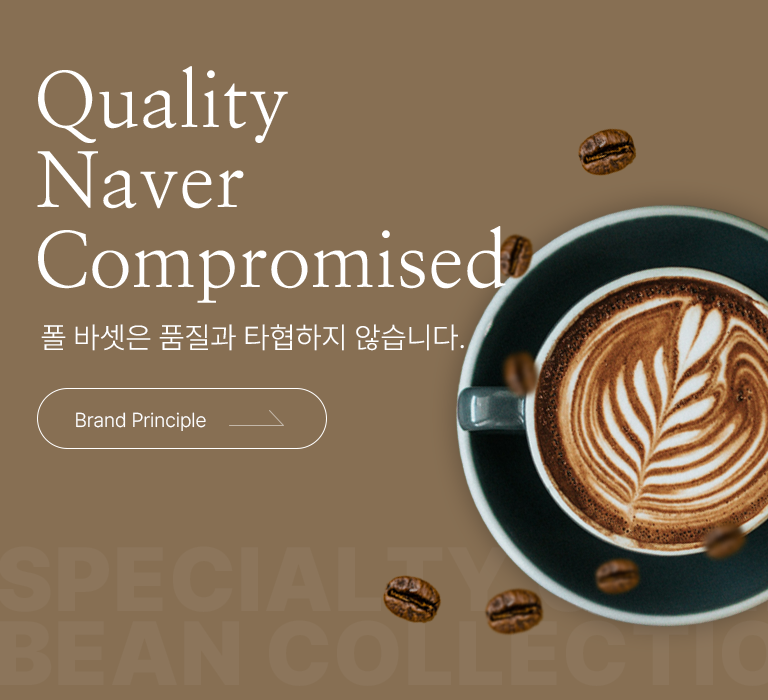 Quality
Naver
Compromised
폴 바셋은 품질과 타협하지 않습니다.
Brand Principle
SPECIALTY
BEAN COLLECTIO